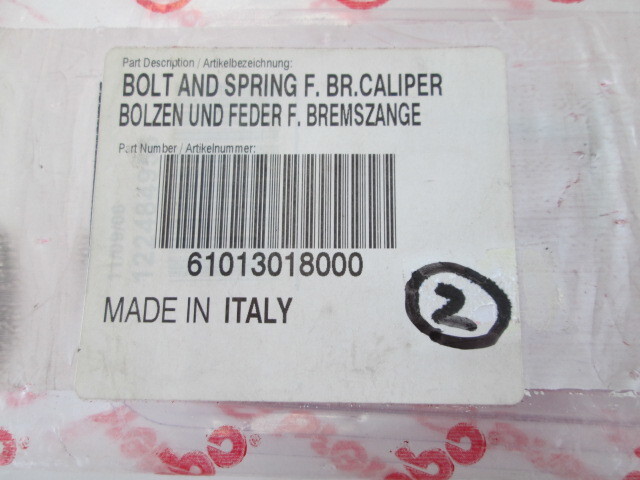 Part Description / Artikelbezeichnung:
BOLT AND SPRING F. BR.CALIPER
BOLZEN UND FEDER F. BREMSZANGE
Part Number / Artikelnummer:
61013018000
MADE IN ITALY
2